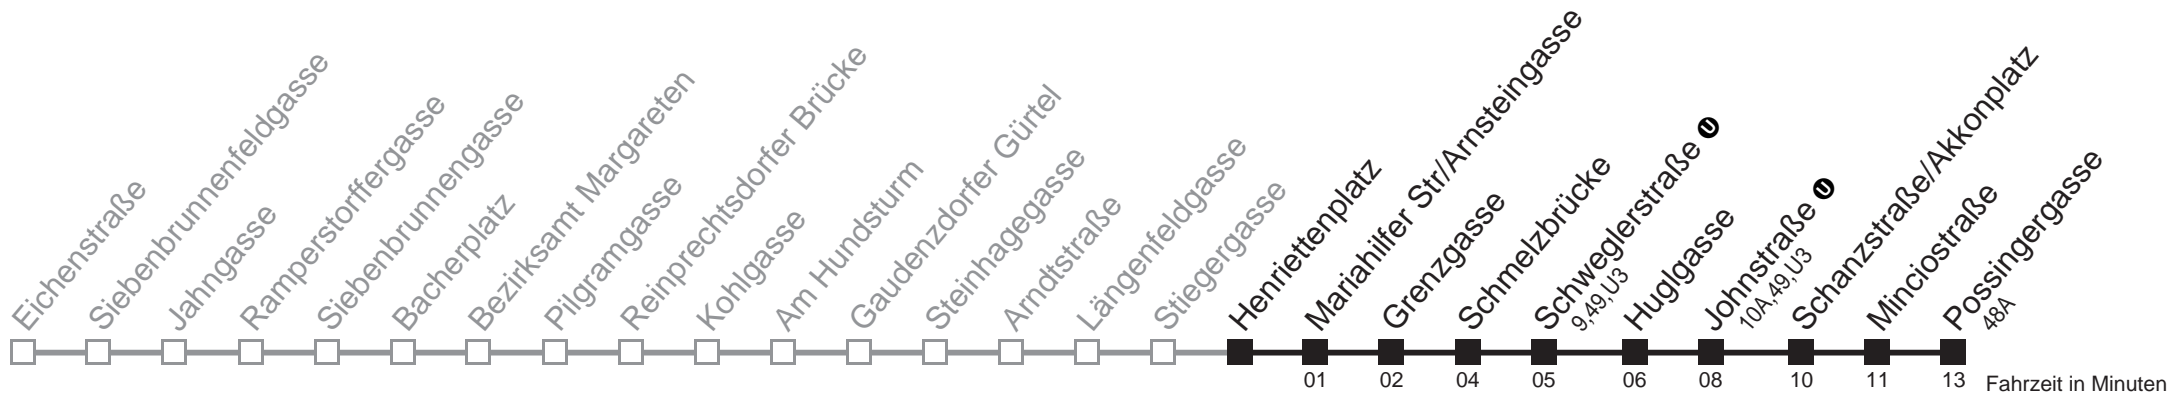 Eichenstraße
Siebenbrunnenfeldgasse
Jahngasse
Ramperstorffergasse
Siebenbrunnengasse
Bacherplatz
Bezirksamt Margareten
Pilgramgasse
Reinprechtsdorfer Brücke
Kohlgasse
Am Hundsturm
Gaudenzdorfer Gürtel
Steinhagegasse
Arndtstraße
Längenfeldgasse
Stiegergasse
Henriettenplatz
Mariahilfer Str/Arnsteingasse
Grenzgasse
Schmelzbrücke
Schweglerstraße U
9,49,U3
Huglgasse
Johnstraße U
10A,49,U3
Schanzstraße/Akkonplatz
Minciostraße
Possingergasse
48A
01 02 04 05 06 08 10 11 13 Fahrzeit in Minuten